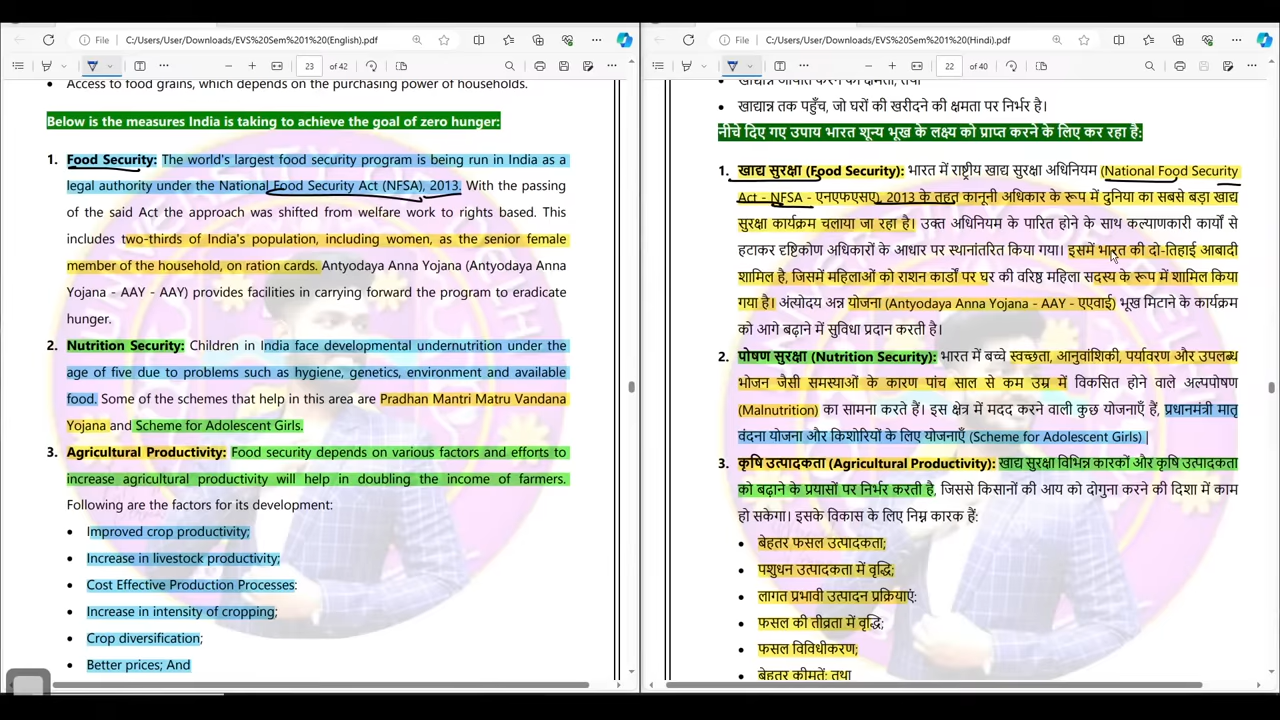 File C:/Users/User/Downloads/EVS%20Sem%201%20(English).pdf
23 of 42
• Access to food grains, which depends on the purchasing power of households.
Below is the measures India is taking to achieve the goal of zero hunger:
1. Food Security: The world's largest food security program is being run in India as a
legal authority under the National Food Security Act (NFSA), 2013. With the passing
of the said Act the approach was shifted from welfare work to rights based. This
includes two-thirds of India's population, including women, as the senior female
member of the household, on ration cards. Antyodaya Anna Yojana (Antyodaya Anna
Yojana - AAY - AAY) provides facilities in carrying forward the program to eradicate
hunger.
2. Nutrition Security: Children in India face developmental undernutrition under the
age of five due to problems such as hygiene, genetics, environment and available
food. Some of the schemes that help in this area are Pradhan Mantri Matru Vandana
Yojana and Scheme for Adolescent Girls.
3. Agricultural Productivity: Food security depends on various factors and efforts to
increase agricultural productivity will help in doubling the income of farmers.
Following are the factors for its development:
• Improved crop productivity;
• Increase in livestock productivity;
• Cost Effective Production Processes:
• Increase in intensity of cropping;
• Crop diversification;
• Better prices; And
File C:/Users/User/Downloads/EVS%20Sem%201%20(Hindi).pdf
22 of 40
• खाद्यान्न आयात करने की क्षमता, तथा
• खाद्यान्न तक पहुँच, जो घरों की खरीदने की क्षमता पर निर्भर है।
नीचे दिए गए उपाय भारत शून्य भूख के लक्ष्य को प्राप्त करने के लिए कर रहा है:
1. खाद्य सुरक्षा (Food Security): भारत में राष्ट्रीय खाद्य सुरक्षा अधिनियम (National Food Security
Act - NFSA - एनएफएसए), 2013 के तहत कानूनी अधिकार के रूप में दुनिया का सबसे बड़ा खाद्य
सुरक्षा कार्यक्रम चलाया जा रहा है। उक्त अधिनियम के पारित होने के साथ कल्याणकारी कार्यों से
हटाकर दृष्टिकोण अधिकारों के आधार पर स्थानांतरित किया गया। इसमें भारत की दो-तिहाई आबादी
शामिल है, जिसमें महिलाओं को राशन कार्डों पर घर की वरिष्ठ महिला सदस्य के रूप में शामिल किया
गया है। अंत्योदय अन्न योजना (Antyodaya Anna Yojana - AAY - एएवाई) भूख मिटाने के कार्यक्रम
को आगे बढ़ाने में सुविधा प्रदान करती है।
2. पोषण सुरक्षा (Nutrition Security): भारत में बच्चे स्वच्छता, आनुवांशिकी, पर्यावरण और उपलब्ध
भोजन जैसी समस्याओं के कारण पांच साल से कम उम्र में विकसित होने वाले अल्पपोषण
(Malnutrition) का सामना करते हैं। इस क्षेत्र में मदद करने वाली कुछ योजनाएँ हैं, प्रधानमंत्री मातृ
वंदना योजना और किशोरियों के लिए योजनाएँ (Scheme for Adolescent Girls) |
3. कृषि उत्पादकता (Agricultural Productivity): खाद्य सुरक्षा विभिन्न कारकों और कृषि उत्पादकता
को बढ़ाने के प्रयासों पर निर्भर करती है, जिससे किसानों की आय को दोगुना करने की दिशा में काम
हो सकेगा। इसके विकास के लिए निम्न कारक हैं:
• बेहतर फसल उत्पादकता;
• पशुधन उत्पादकता में वृद्धि;
• लागत प्रभावी उत्पादन प्रक्रियाएं:
• फसल की तीव्रता में वृद्धि;
• फसल विविधीकरण;
• बेहतर कीमतें; तथा